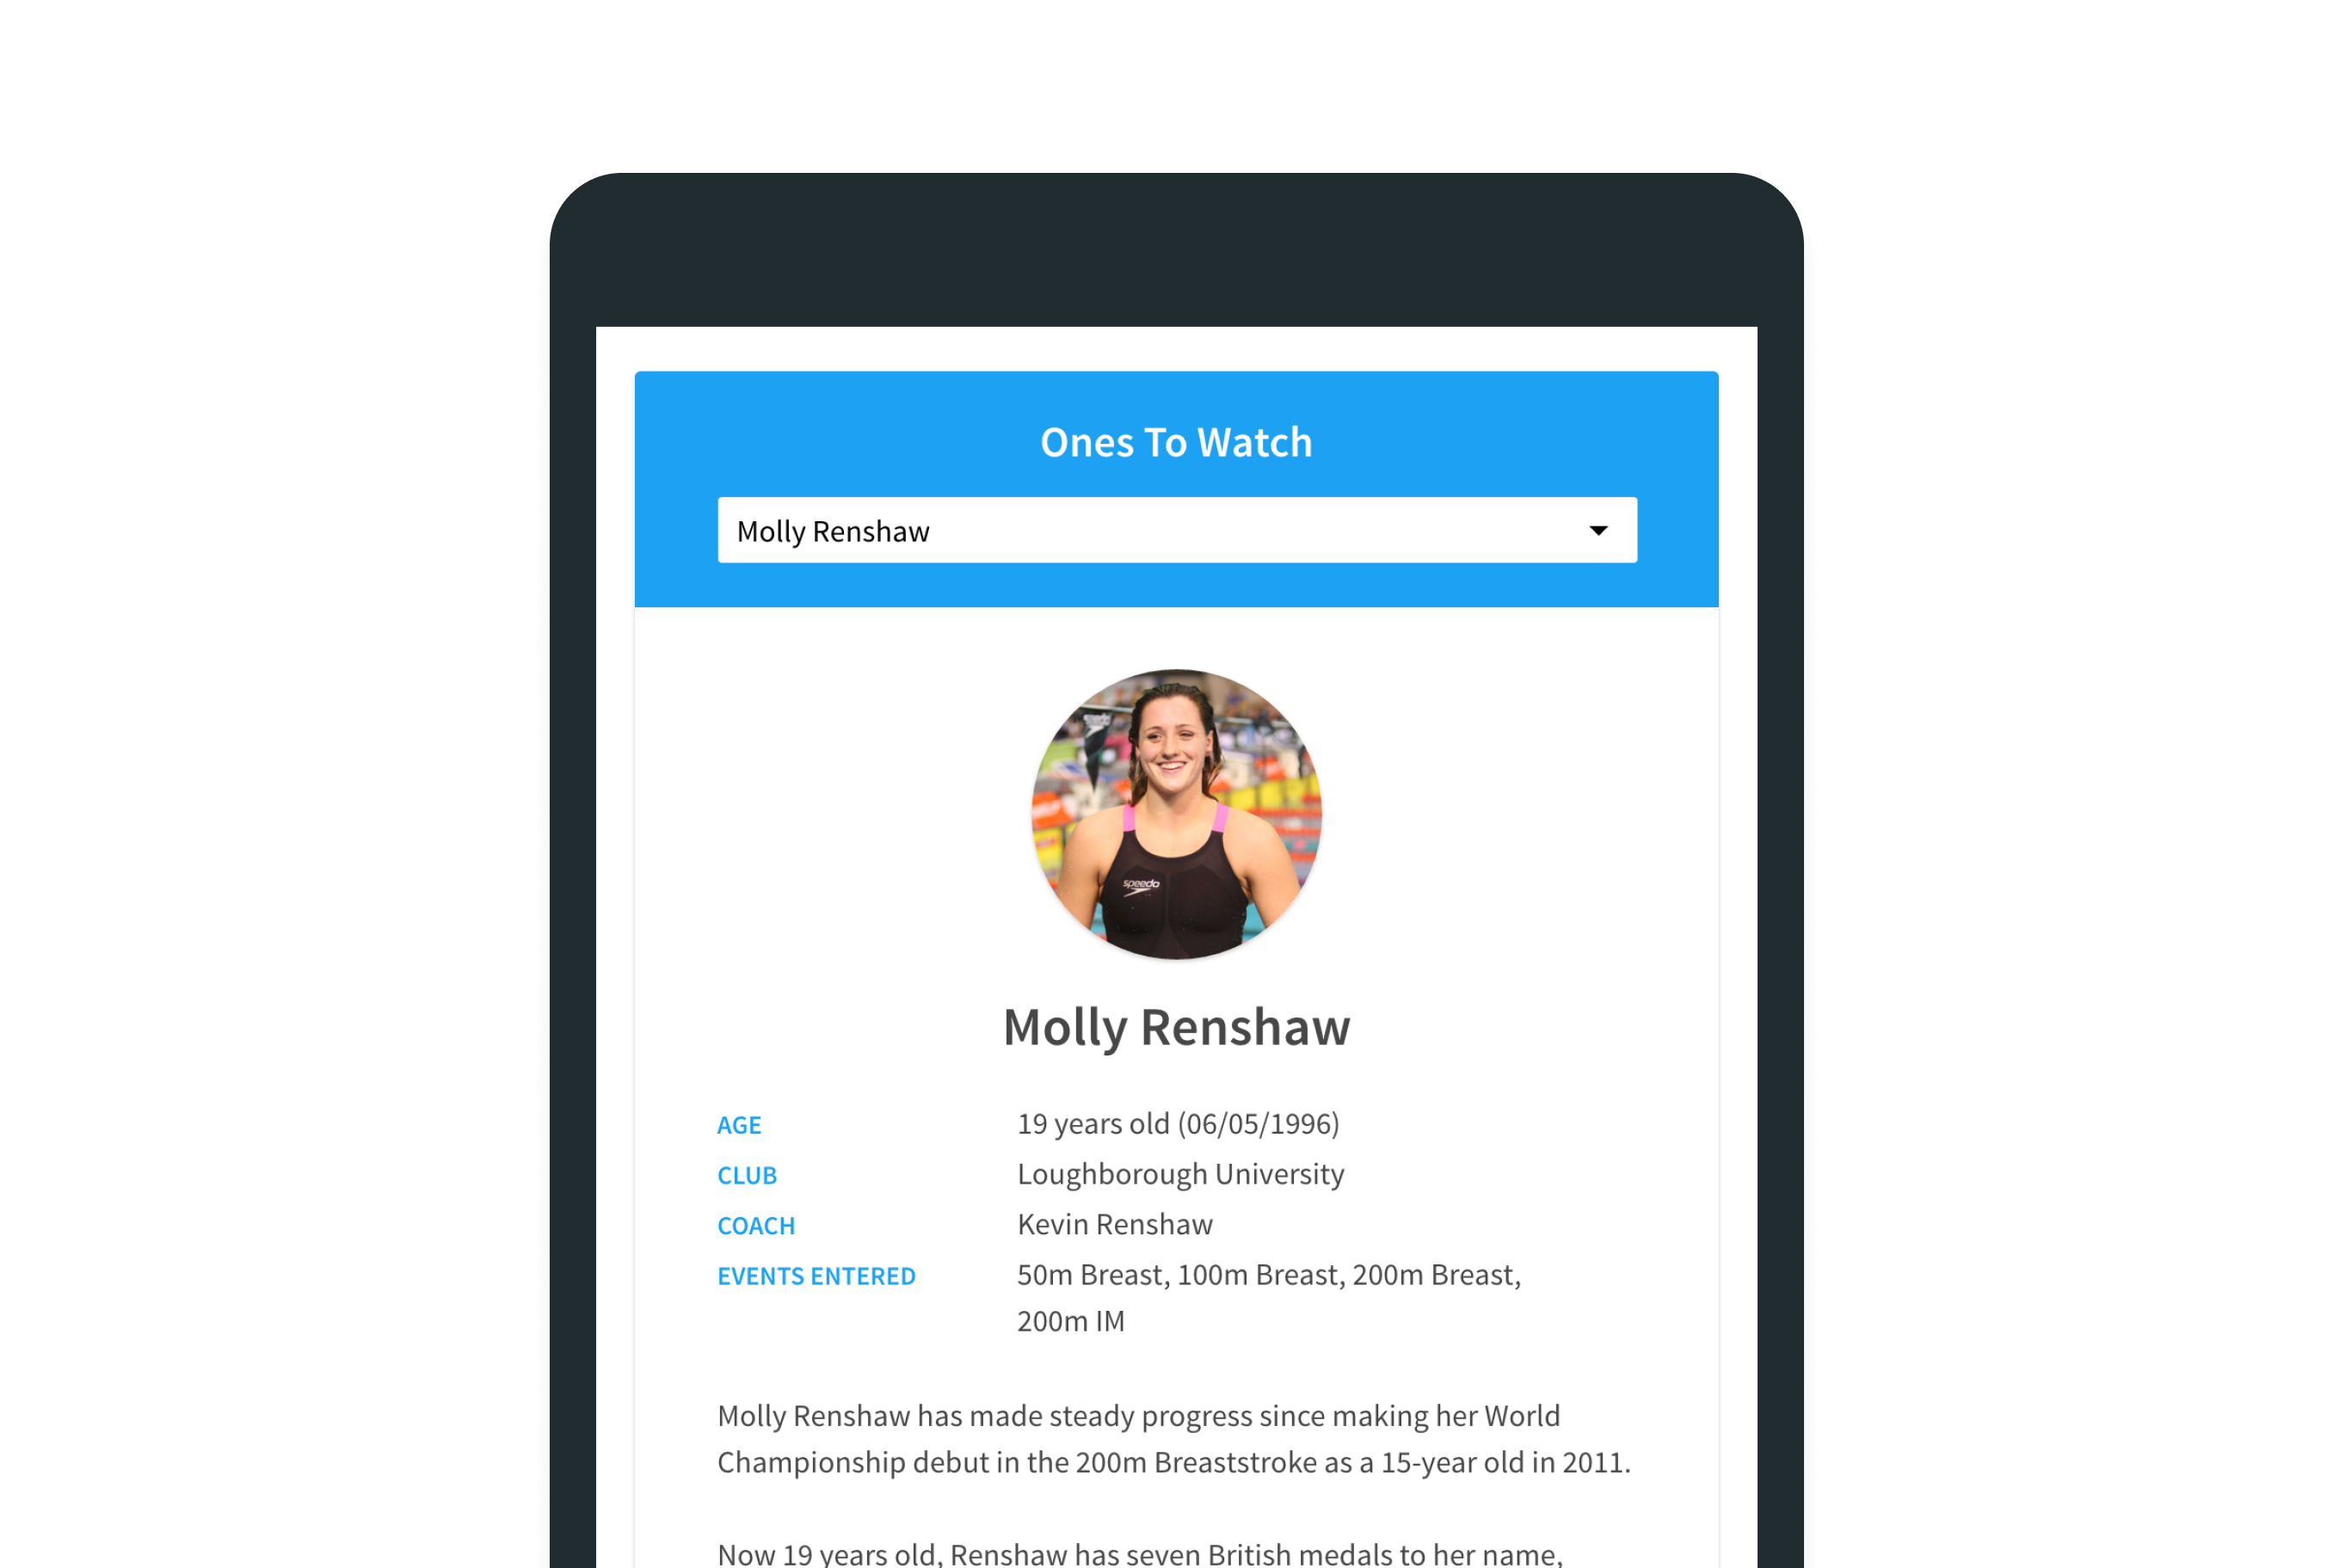 Ones To Watch
Molly Renshaw
speedo
speedo
Molly Renshaw
AGE 19 years old (06/05/1996)
CLUB Loughborough University
COACH Kevin Renshaw
EVENTS ENTERED 50m Breast, 100m Breast, 200m Breast,
200m IM
Molly Renshaw has made steady progress since making her World
Championship debut in the 200m Breaststroke as a 15-year old in 2011.
Now 19 years old, Renshaw has seven British medals to her name,